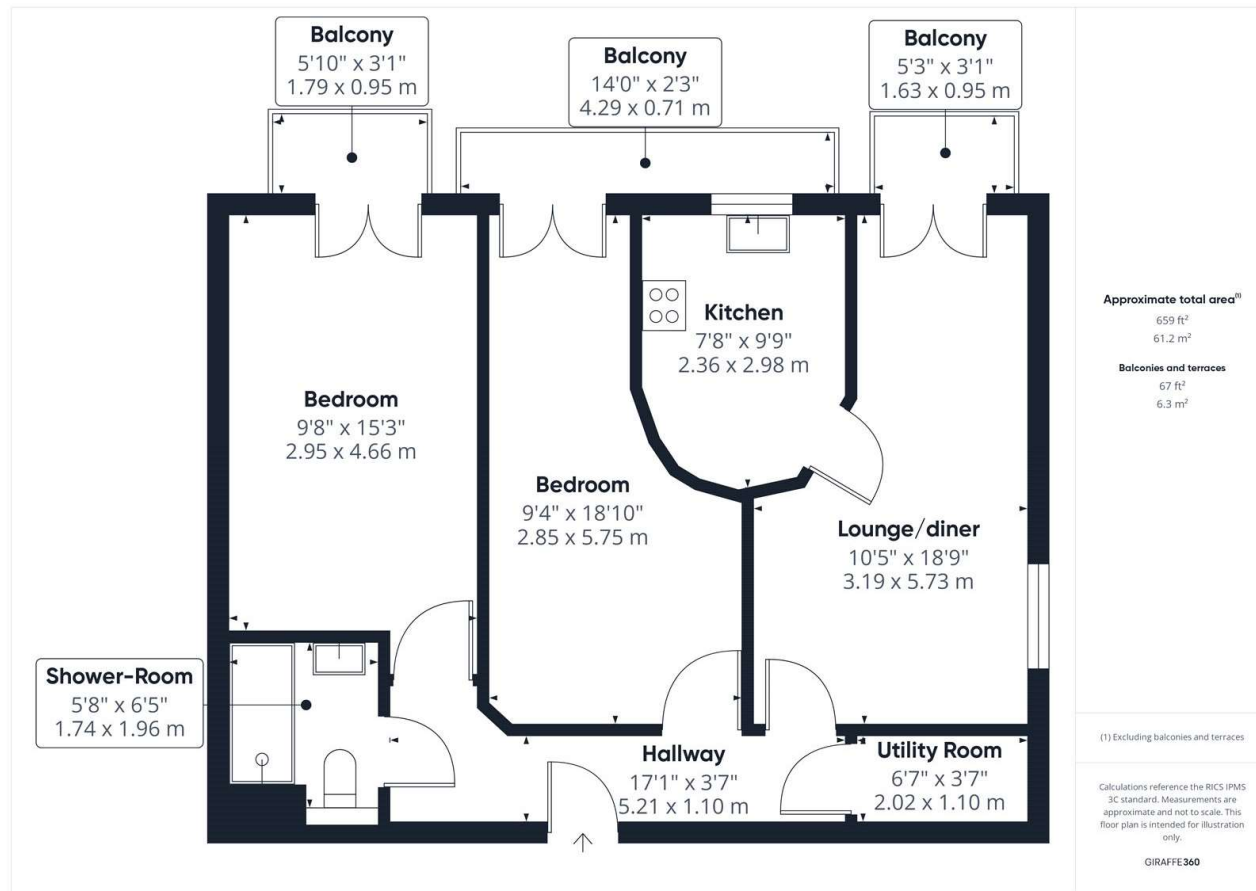 Balcony
5'10" x 3'1"
1.79 x 0.95 m
Balcony
14'0" x 2'3"
4.29 x 0.71 m
Balcony
5'3" x 3'1"
1.63 x 0.95 m
Kitchen
7'8" x 9'9"
2.36 x 2.98 m
Bedroom
9'8" x 15'3"
2.95 x 4.66 m
Bedroom
9'4" x 18'10"
2.85 x 5.75 m
Lounge/diner
10'5" x 18'9"
3.19 x 5.73 m
Shower-Room
5'8" x 6'5"
1.74 x 1.96 m
Hallway
17'1" x 3'7"
5.21 x 1.10 m
Utility Room
6'7" x 3'7"
2.02 x 1.10 m
Approximate total area(1)
659 ft²
61.2 m²
Balconies and terraces
67 ft²
6.3 m²
(1) Excluding balconies and terraces
Calculations reference the RICS IPMS
3C standard. Measurements are
approximate and not to scale. This
floor plan is intended for illustration
only.
GIRAFFE360